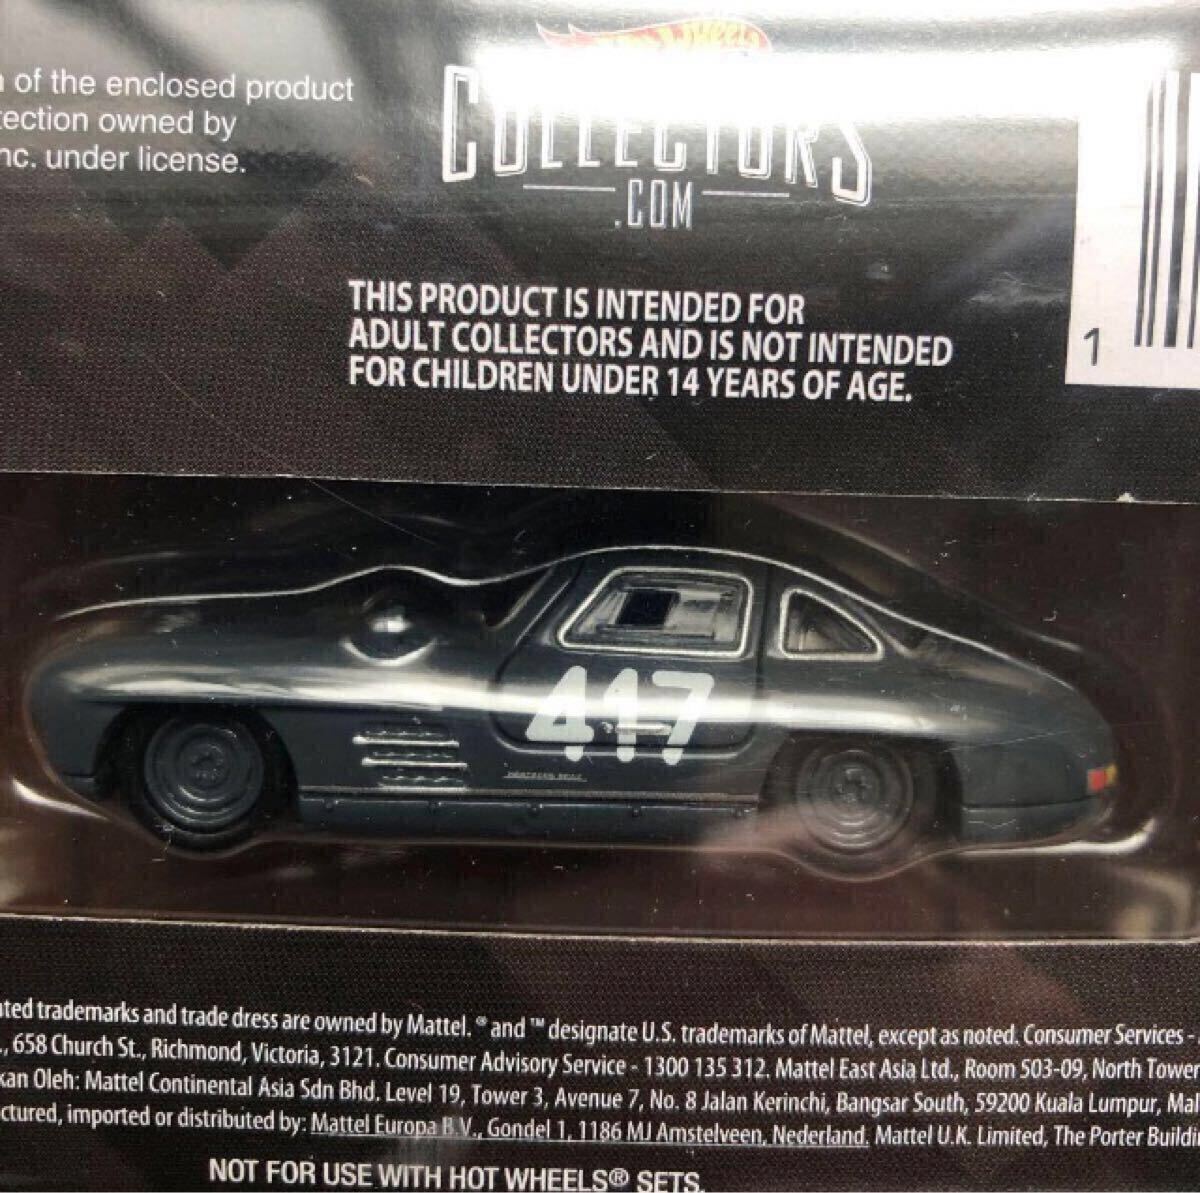 HOT WHEELS
of the enclosed product
COLLECTORS
tection owned by
nc. under license.
.COM
THIS PRODUCT IS INTENDED FOR
ADULT COLLECTORS AND IS NOT INTENDED
FOR CHILDREN UNDER 14 YEARS OF AGE.
1
417
ted trademarks and trade dress are owned by Mattel. ® and ™ designate U.S. trademarks of Mattel, except as noted. Consumer Services -
., 658 Church St., Richmond, Victoria, 3121. Consumer Advisory Service - 1300 135 312. Mattel East Asia Ltd., Room 503-09, North Tower
kan Oleh: Mattel Continental Asia Sdn Bhd. Level 19, Tower 3, Avenue 7, No. 8 Jalan Kerinchi, Bangsar South, 59200 Kuala Lumpur, Mal
ctured, imported or distributed by: Mattel Europa B.V., Gondel 1, 1186 MJ Amstelveen, Nederland. Mattel U.K. Limited, The Porter Buildi
NOT FOR USE WITH HOT WHEELS® SETS.